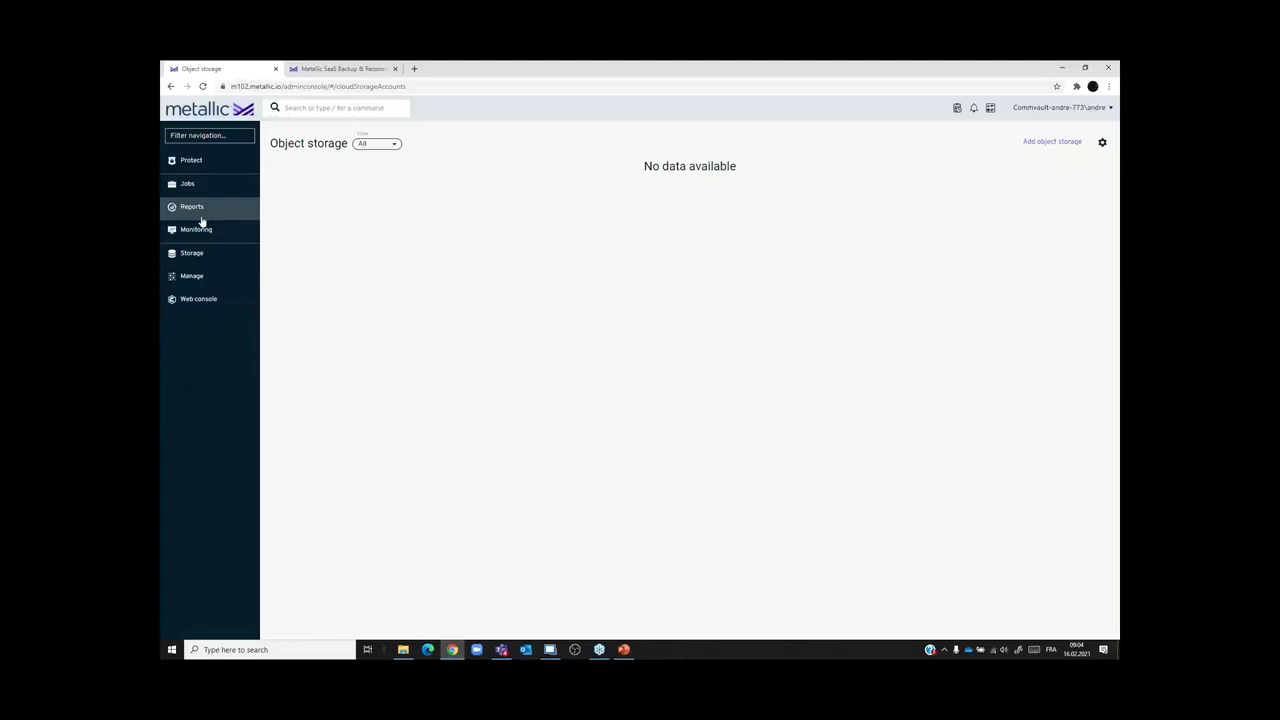 Object storage
Metallic SaaS Backup & Recove
m102.metallic.io/adminconsole/#/cloudStorageAccounts
metallic
Search or type / for a command
Commvault-andre-773\andre
Filter navigation...
Protect
Jobs
Reports
Monitoring
Storage
Manage
Web console
Object storage
View
All
Add object storage
No data available
Type here to search
FRA
09:04
16.02.2021